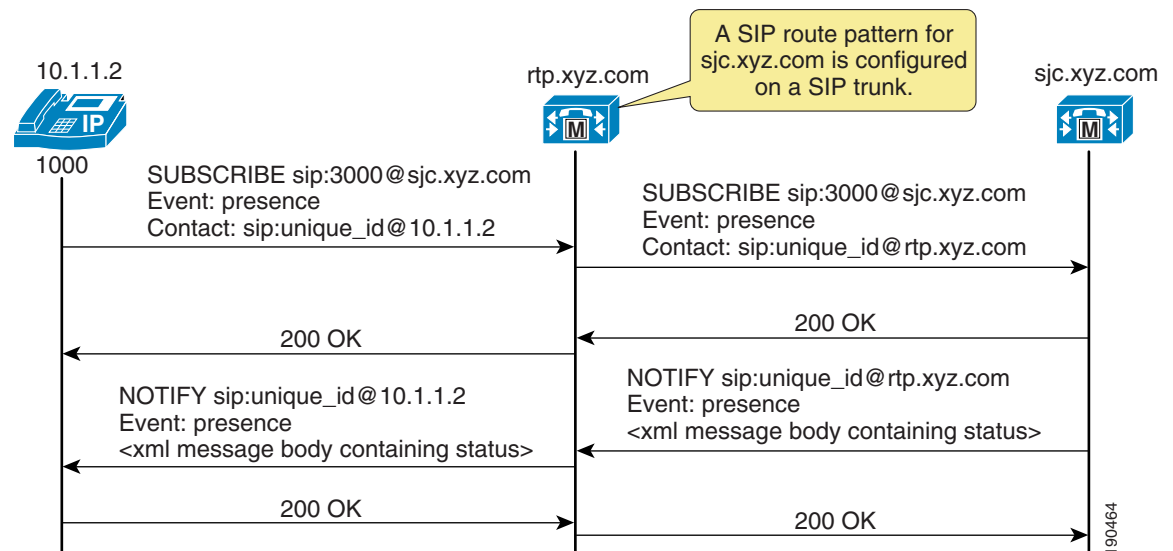 A SIP route pattern for
sjc.xyz.com is configured
on a SIP trunk.
10.1.1.2
rtp.xyz.com
sjc.xyz.com
IP
M
M
1000
SUBSCRIBE sip:3000@sjc.xyz.com
Event: presence
Contact: sip:unique_id@10.1.1.2
SUBSCRIBE sip:3000@sjc.xyz.com
Event: presence
Contact: sip:unique_id@rtp.xyz.com
200 OK
200 OK
NOTIFY sip:unique_id@10.1.1.2
Event: presence
<xml message body containing status>
NOTIFY sip:unique_id@rtp.xyz.com
Event: presence
<xml message body containing status>
200 OK
200 OK
190464